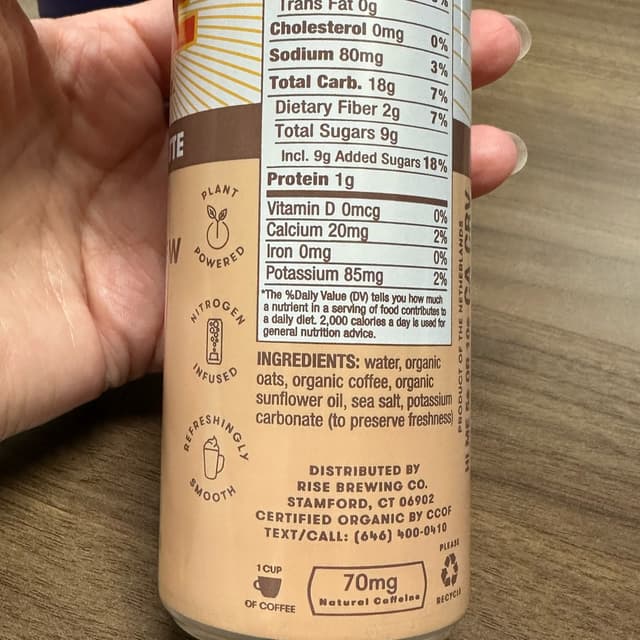 Trans Fat 0g
Cholesterol 0mg 0%
Sodium 80mg 3%
Total Carb. 18g 7%
Dietary Fiber 2g 7%
Total Sugars 9g
Incl. 9g Added Sugars 18%
Protein 1g
Vitamin D 0mcg 0%
Calcium 20mg 2%
Iron 0mg 0%
Potassium 85mg 2%
*The %Daily Value (DV) tells you how much
a nutrient in a serving of food contributes to
a daily diet. 2,000 calories a day is used for
general nutrition advice.
INGREDIENTS: water, organic
oats, organic coffee, organic
sunflower oil, sea salt, potassium
carbonate (to preserve freshness)
DISTRIBUTED BY
RISE BREWING CO.
STAMFORD, CT 06902
CERTIFIED ORGANIC BY CCOF
TEXT/CALL: (646) 400-0410
1 CUP
OF COFFEE
70mg
Natural Caffeine
PLEASE
RECYCLE
PLANT
POWERED
NITROGEN
INFUSED
REFRESHINGLY
SMOOTH
PRODUCT OF THE NETHERLANDS
CA CRV